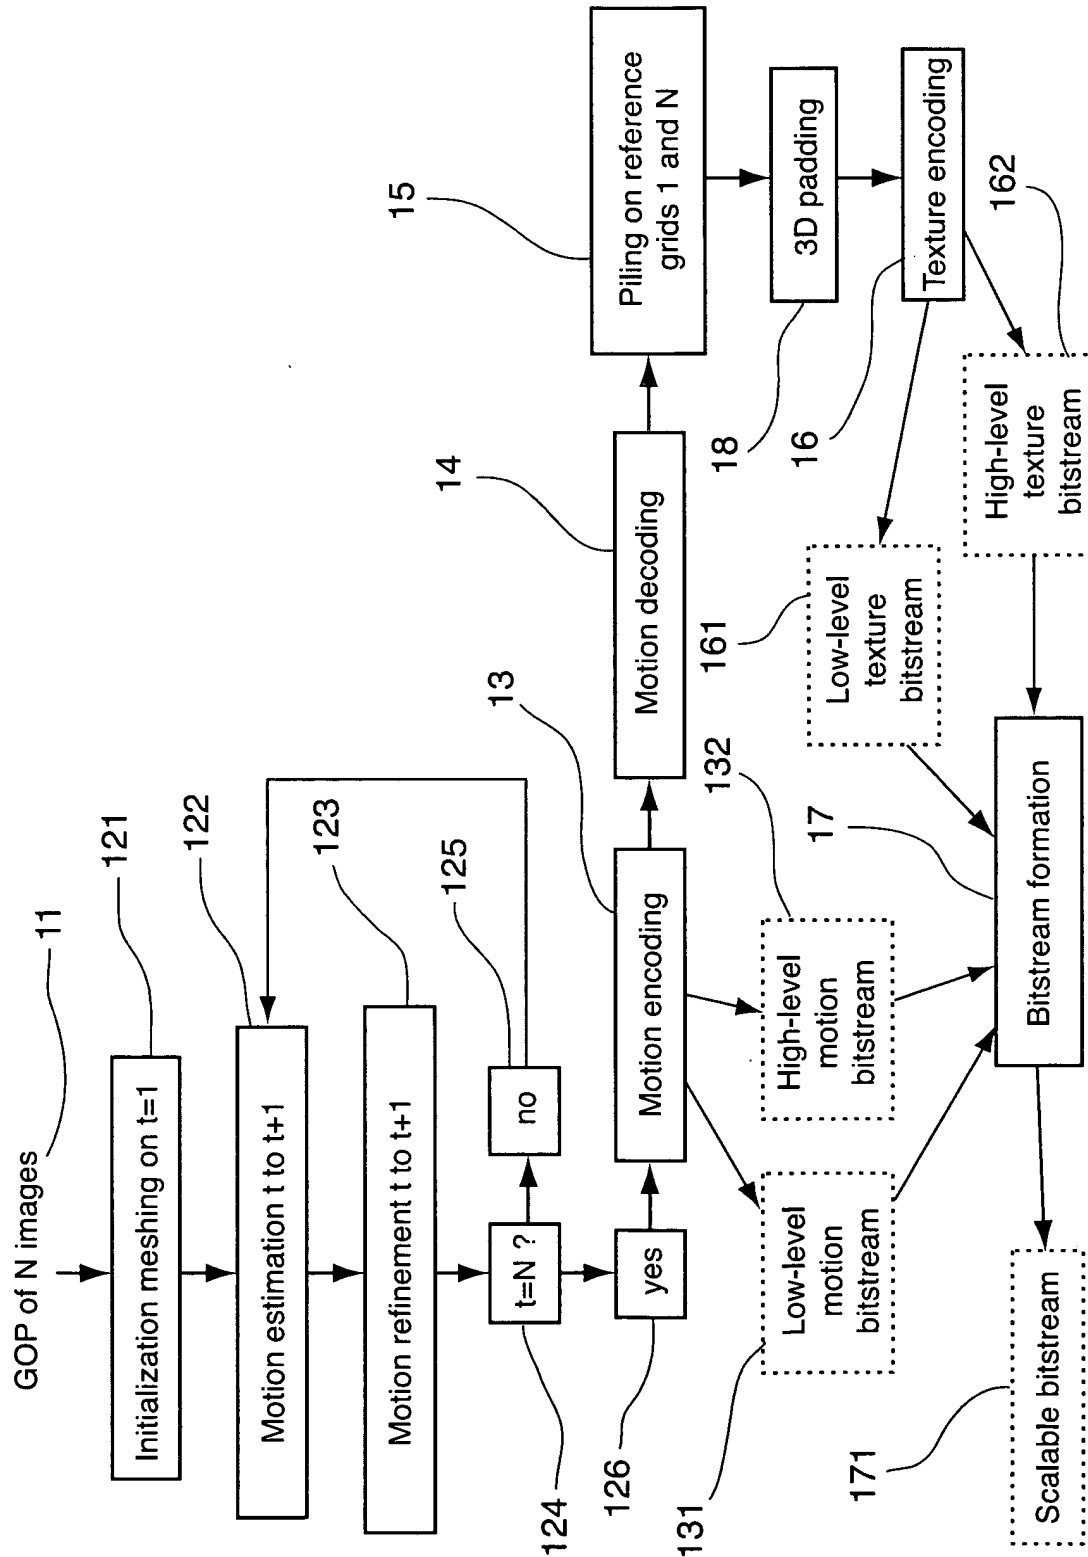 GOP of N images
11
Initialization meshing on t=1
121
Motion estimation t to t+1
122
Motion refinement t to t+1
123
t=N ?
124
no
125
yes
126
Motion encoding
13
Motion decoding
14
Piling on reference
grids 1 and N
15
3D padding
18
Texture encoding
16
Low-level
motion
bitstream
131
High-level
motion
bitstream
132
Low-level
texture
bitstream
161
High-level
texture
bitstream
162
Bitstream formation
17
Scalable bitstream
171